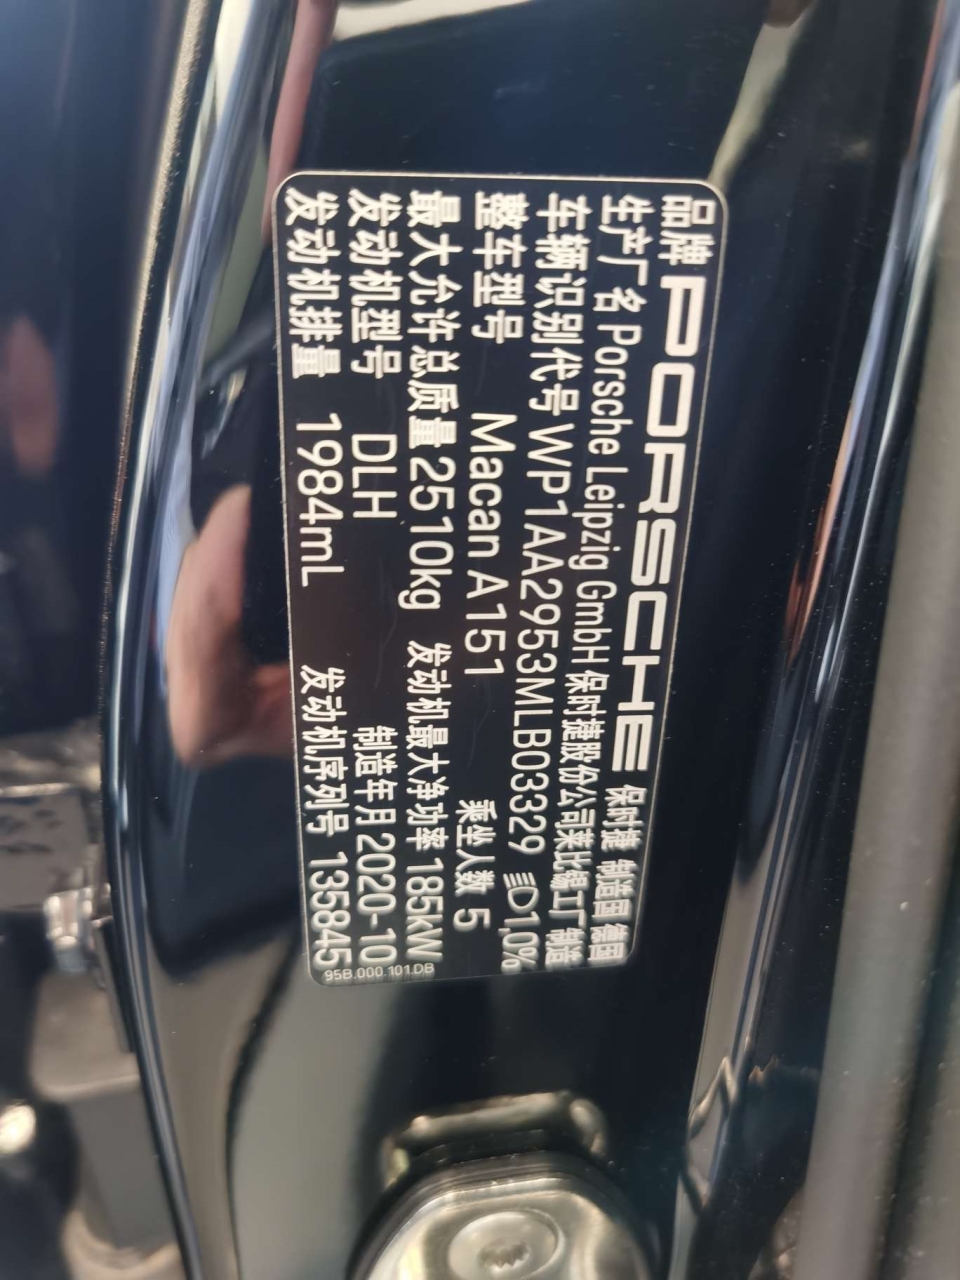 品牌 PORSCHE 保时捷 制造国 德国
生产厂名 Porsche Leipzig GmbH 保时捷股份公司莱比锡工厂 制造
车辆识别代号 WP1AA2953MLB03329 1,0%
整车型号 Macan A151 乘坐人数 5
最大允许总质量 2510kg 发动机最大净功率 185kW
发动机型号 DLH 制造年月 2020-10
发动机排量 1984mL 发动机序列号 135845
95B.000.101.DB